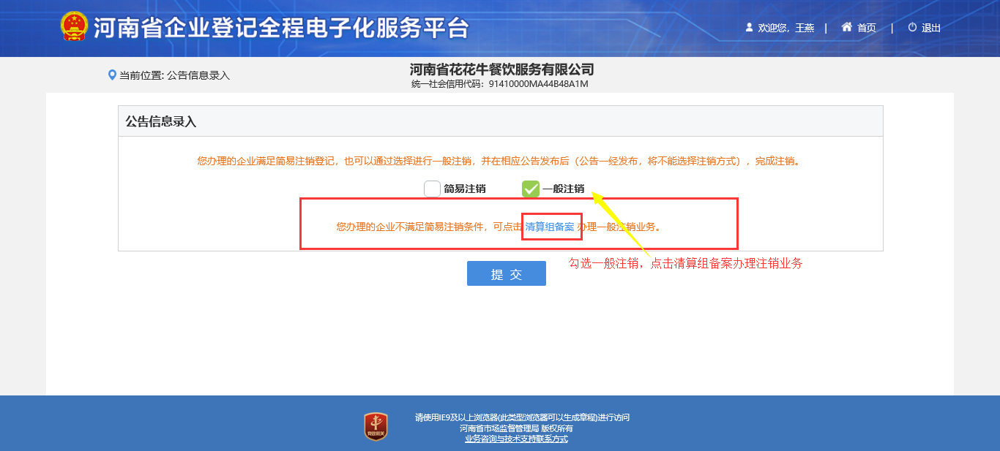 河南省企业登记全程电子化服务平台
欢迎您，王燕 | 首页 | 退出
当前位置: 公告信息录入
河南省花花牛餐饮服务有限公司
统一社会信用代码：91410000MA44B48A1M
公告信息录入
您办理的企业满足简易注销登记，也可以通过选择进行一般注销，并在相应公告发布后（公告一经发布，将不能选择注销方式），完成注销。
简易注销 一般注销
您办理的企业不满足简易注销条件，可点击 清算组备案 办理一般注销业务。
勾选一般注销，点击清算组备案办理注销业务
提 交
请使用IE9及以上浏览器(此类型浏览器可以生成章程)进行访问
河南省市场监督管理局 版权所有
业务咨询与技术支持联系方式
党政机关